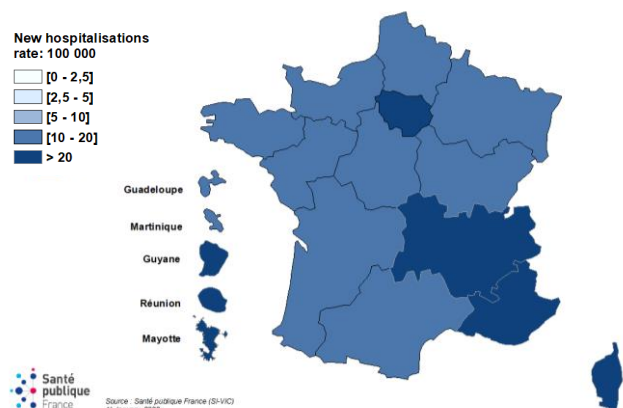 New hospitalisations
rate: 100 000
[0 - 2,5]
[2,5 - 5]
[5 - 10]
[10 - 20]
> 20
Guadeloupe
Martinique
Guyane
Réunion
Mayotte
Santé
publique
France
Source : Santé publique France (SI-VIC)